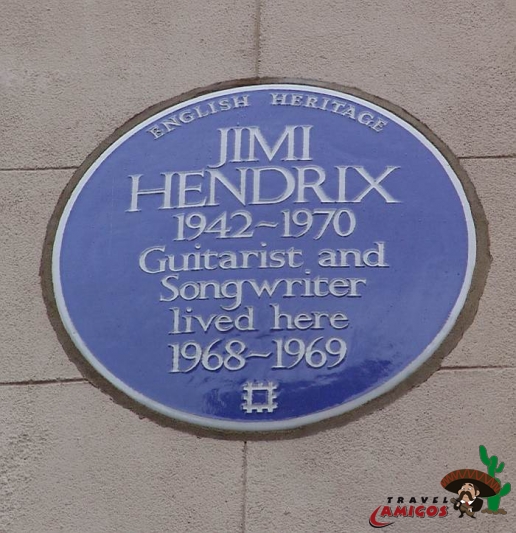 ENGLISH HERITAGE
JIMI
HENDRIX
1942~1970
Guitarist and
Songwriter
lived here
1968~1969
TRAVEL
AMIGOS